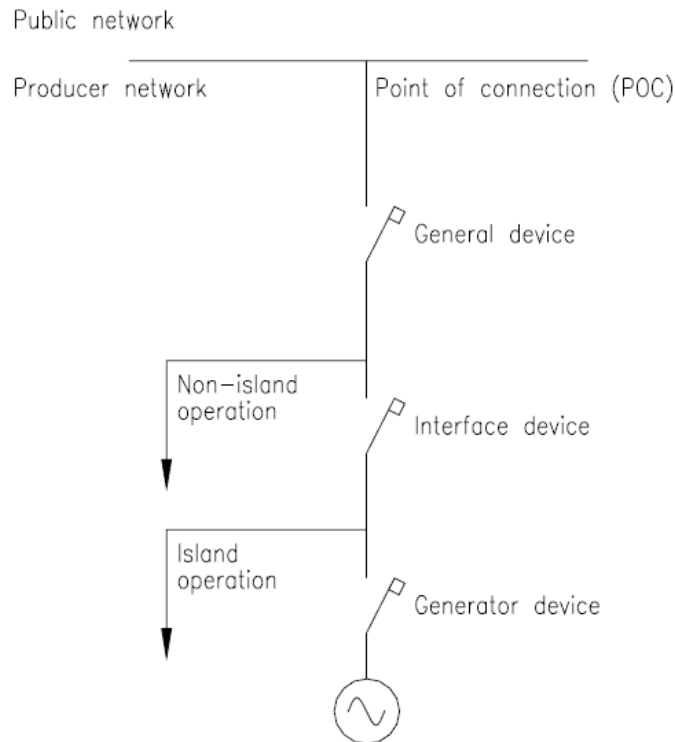 Public network
Producer network
Point of connection (POC)
General device
Non-island
operation
Interface device
Island
operation
Generator device